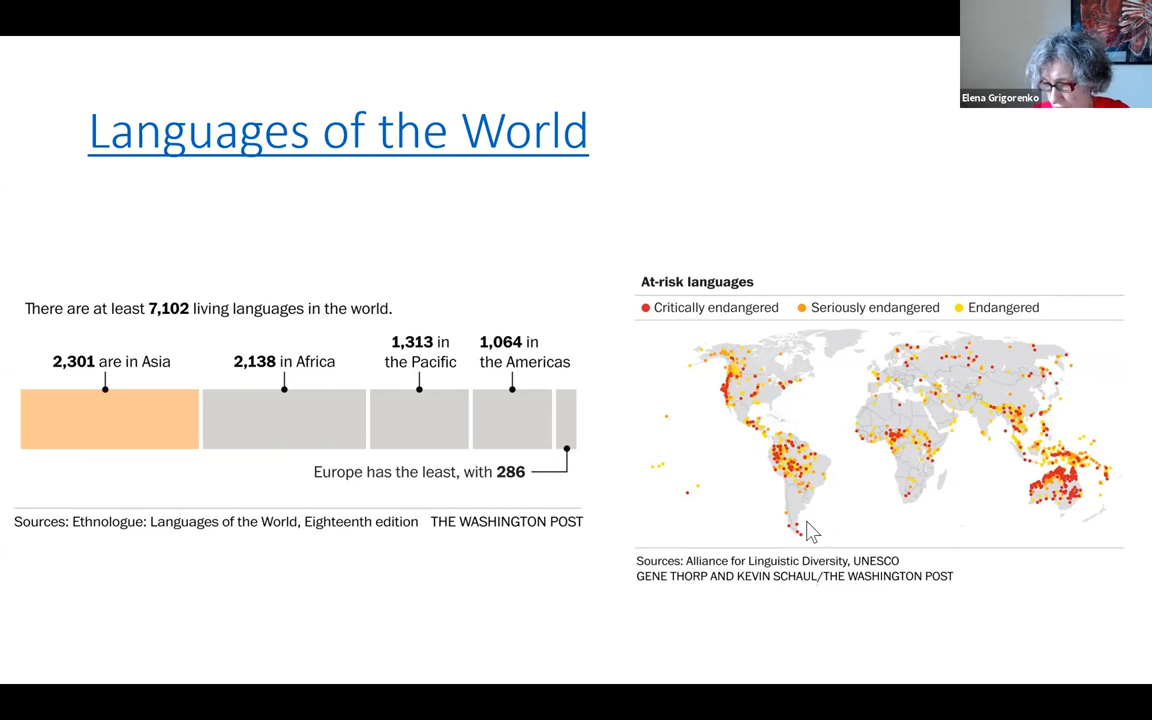 Elena Grigorenko
Languages of the World
There are at least 7,102 living languages in the world.
2,301 are in Asia
2,138 in Africa
1,313 in
the Pacific
1,064 in
the Americas
Europe has the least, with 286
Sources: Ethnologue: Languages of the World, Eighteenth edition THE WASHINGTON POST
At-risk languages
Critically endangered
Seriously endangered
Endangered
Sources: Alliance for Linguistic Diversity, UNESCO
GENE THORP AND KEVIN SCHAUL/THE WASHINGTON POST